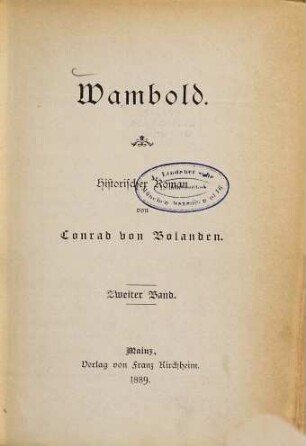 Wambold.
Historischer Roman
von
Conrad von Bolanden.
Zweiter Band.
Mainz,
Verlag von Franz Kirchheim.
1889.